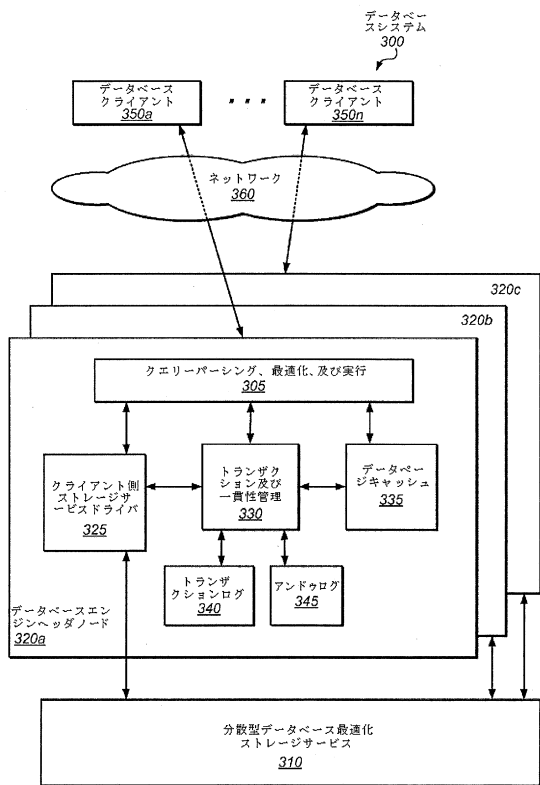 データベー
スシステム
300
データベース
クライアント
350a
データベース
クライアント
350n
ネットワーク
360
320c
320b
クエリーパーシング、最適化、及び実行
305
クライアント側
ストレージサ
ービスドライバ
325
トランザク
ション及び
一貫性管理
330
データペー
ジキャッシュ
335
トランザ
クションログ
340
アンドゥログ
345
データベースエン
ジンヘッダノード
320a
分散型データベース最適化
ストレージサービス
310